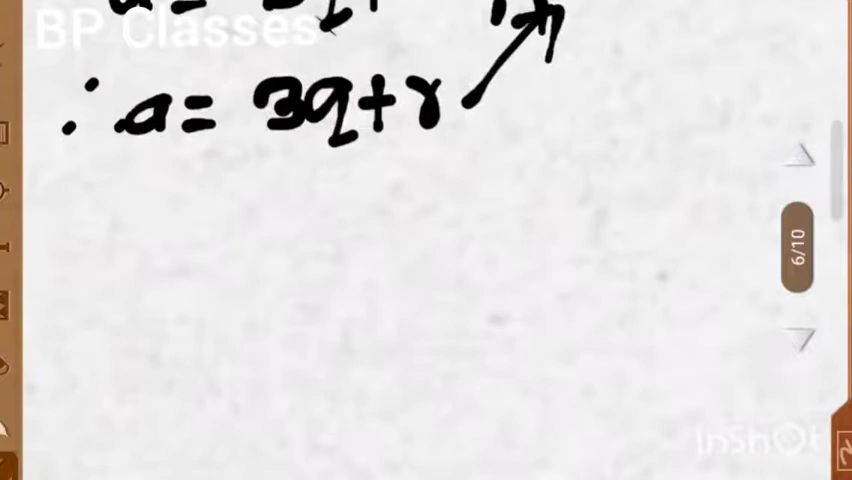 BP Classes
∴ a = 3q + r
6/10
InShOt